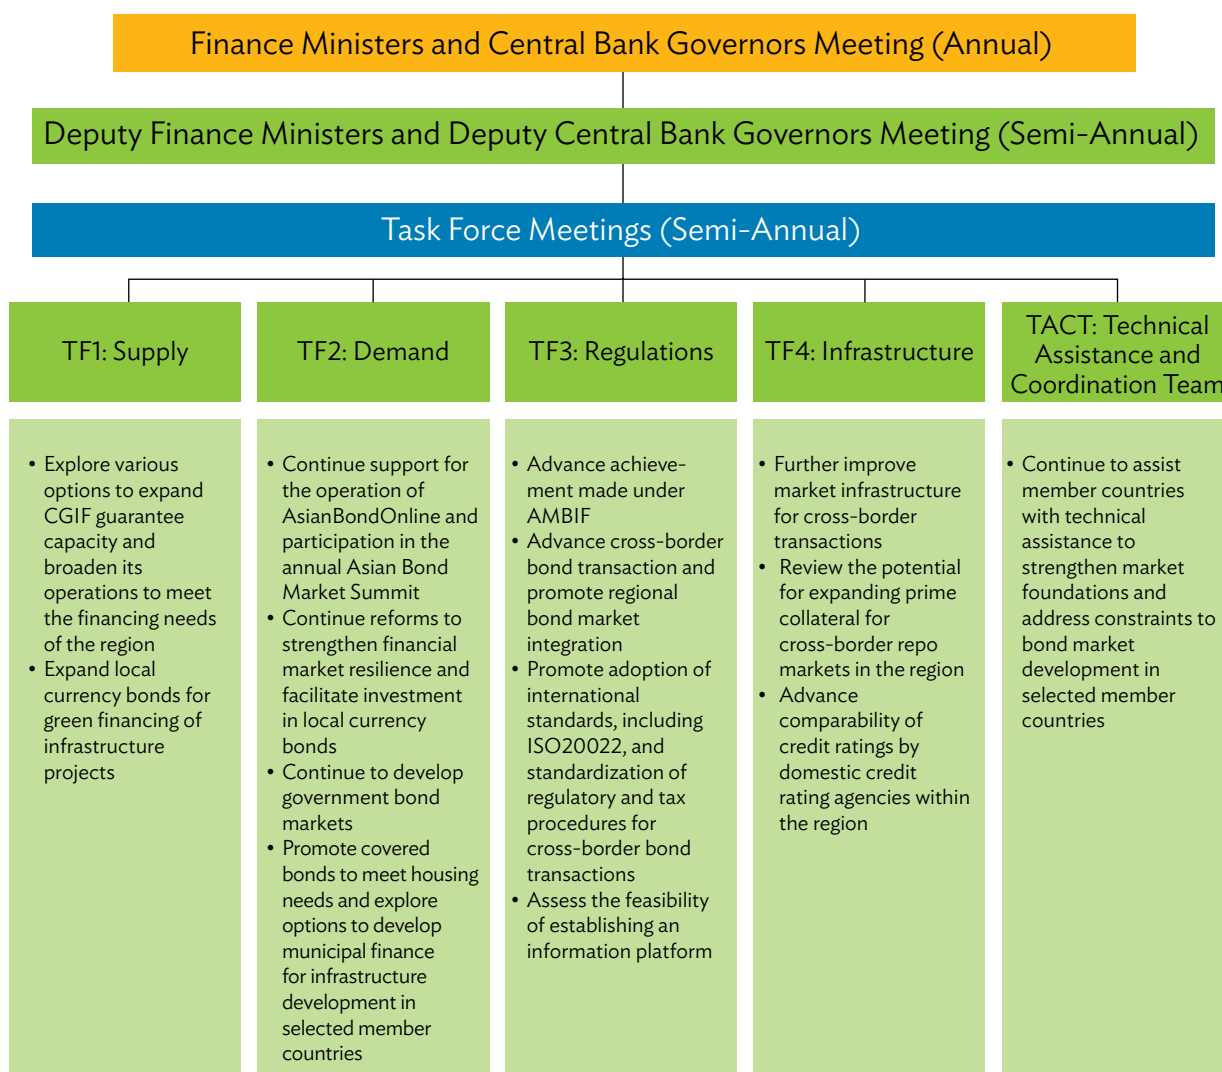 Finance Ministers and Central Bank Governors Meeting (Annual)
Deputy Finance Ministers and Deputy Central Bank Governors Meeting (Semi-Annual)
Task Force Meetings (Semi-Annual)
TF1: Supply
• Explore various
options to expand
CGIF guarantee
capacity and
broaden its
operations to meet
the financing needs
of the region
• Expand local
currency bonds for
green financing of
infrastructure
projects
TF2: Demand
• Continue support for
the operation of
AsianBondOnline and
participation in the
annual Asian Bond
Market Summit
• Continue reforms to
strengthen financial
market resilience and
facilitate investment
in local currency
bonds
• Continue to develop
government bond
markets
• Promote covered
bonds to meet housing
needs and explore
options to develop
municipal finance
for infrastructure
development in
selected member
countries
TF3: Regulations
• Advance achieve-
ment made under
AMBIF
• Advance cross-border
bond transaction and
promote regional
bond market
integration
• Promote adoption of
international
standards, including
ISO20022, and
standardization of
regulatory and tax
procedures for
cross-border bond
transactions
• Assess the feasibility
of establishing an
information platform
TF4: Infrastructure
• Further improve
market infrastructure
for cross-border
transactions
• Review the potential
for expanding prime
collateral for
cross-border repo
markets in the region
• Advance
comparability of
credit ratings by
domestic credit
rating agencies within
the region
TACT: Technical
Assistance and
Coordination Team
• Continue to assist
member countries
with technical
assistance to
strengthen market
foundations and
address constraints to
bond market
development in
selected member
countries